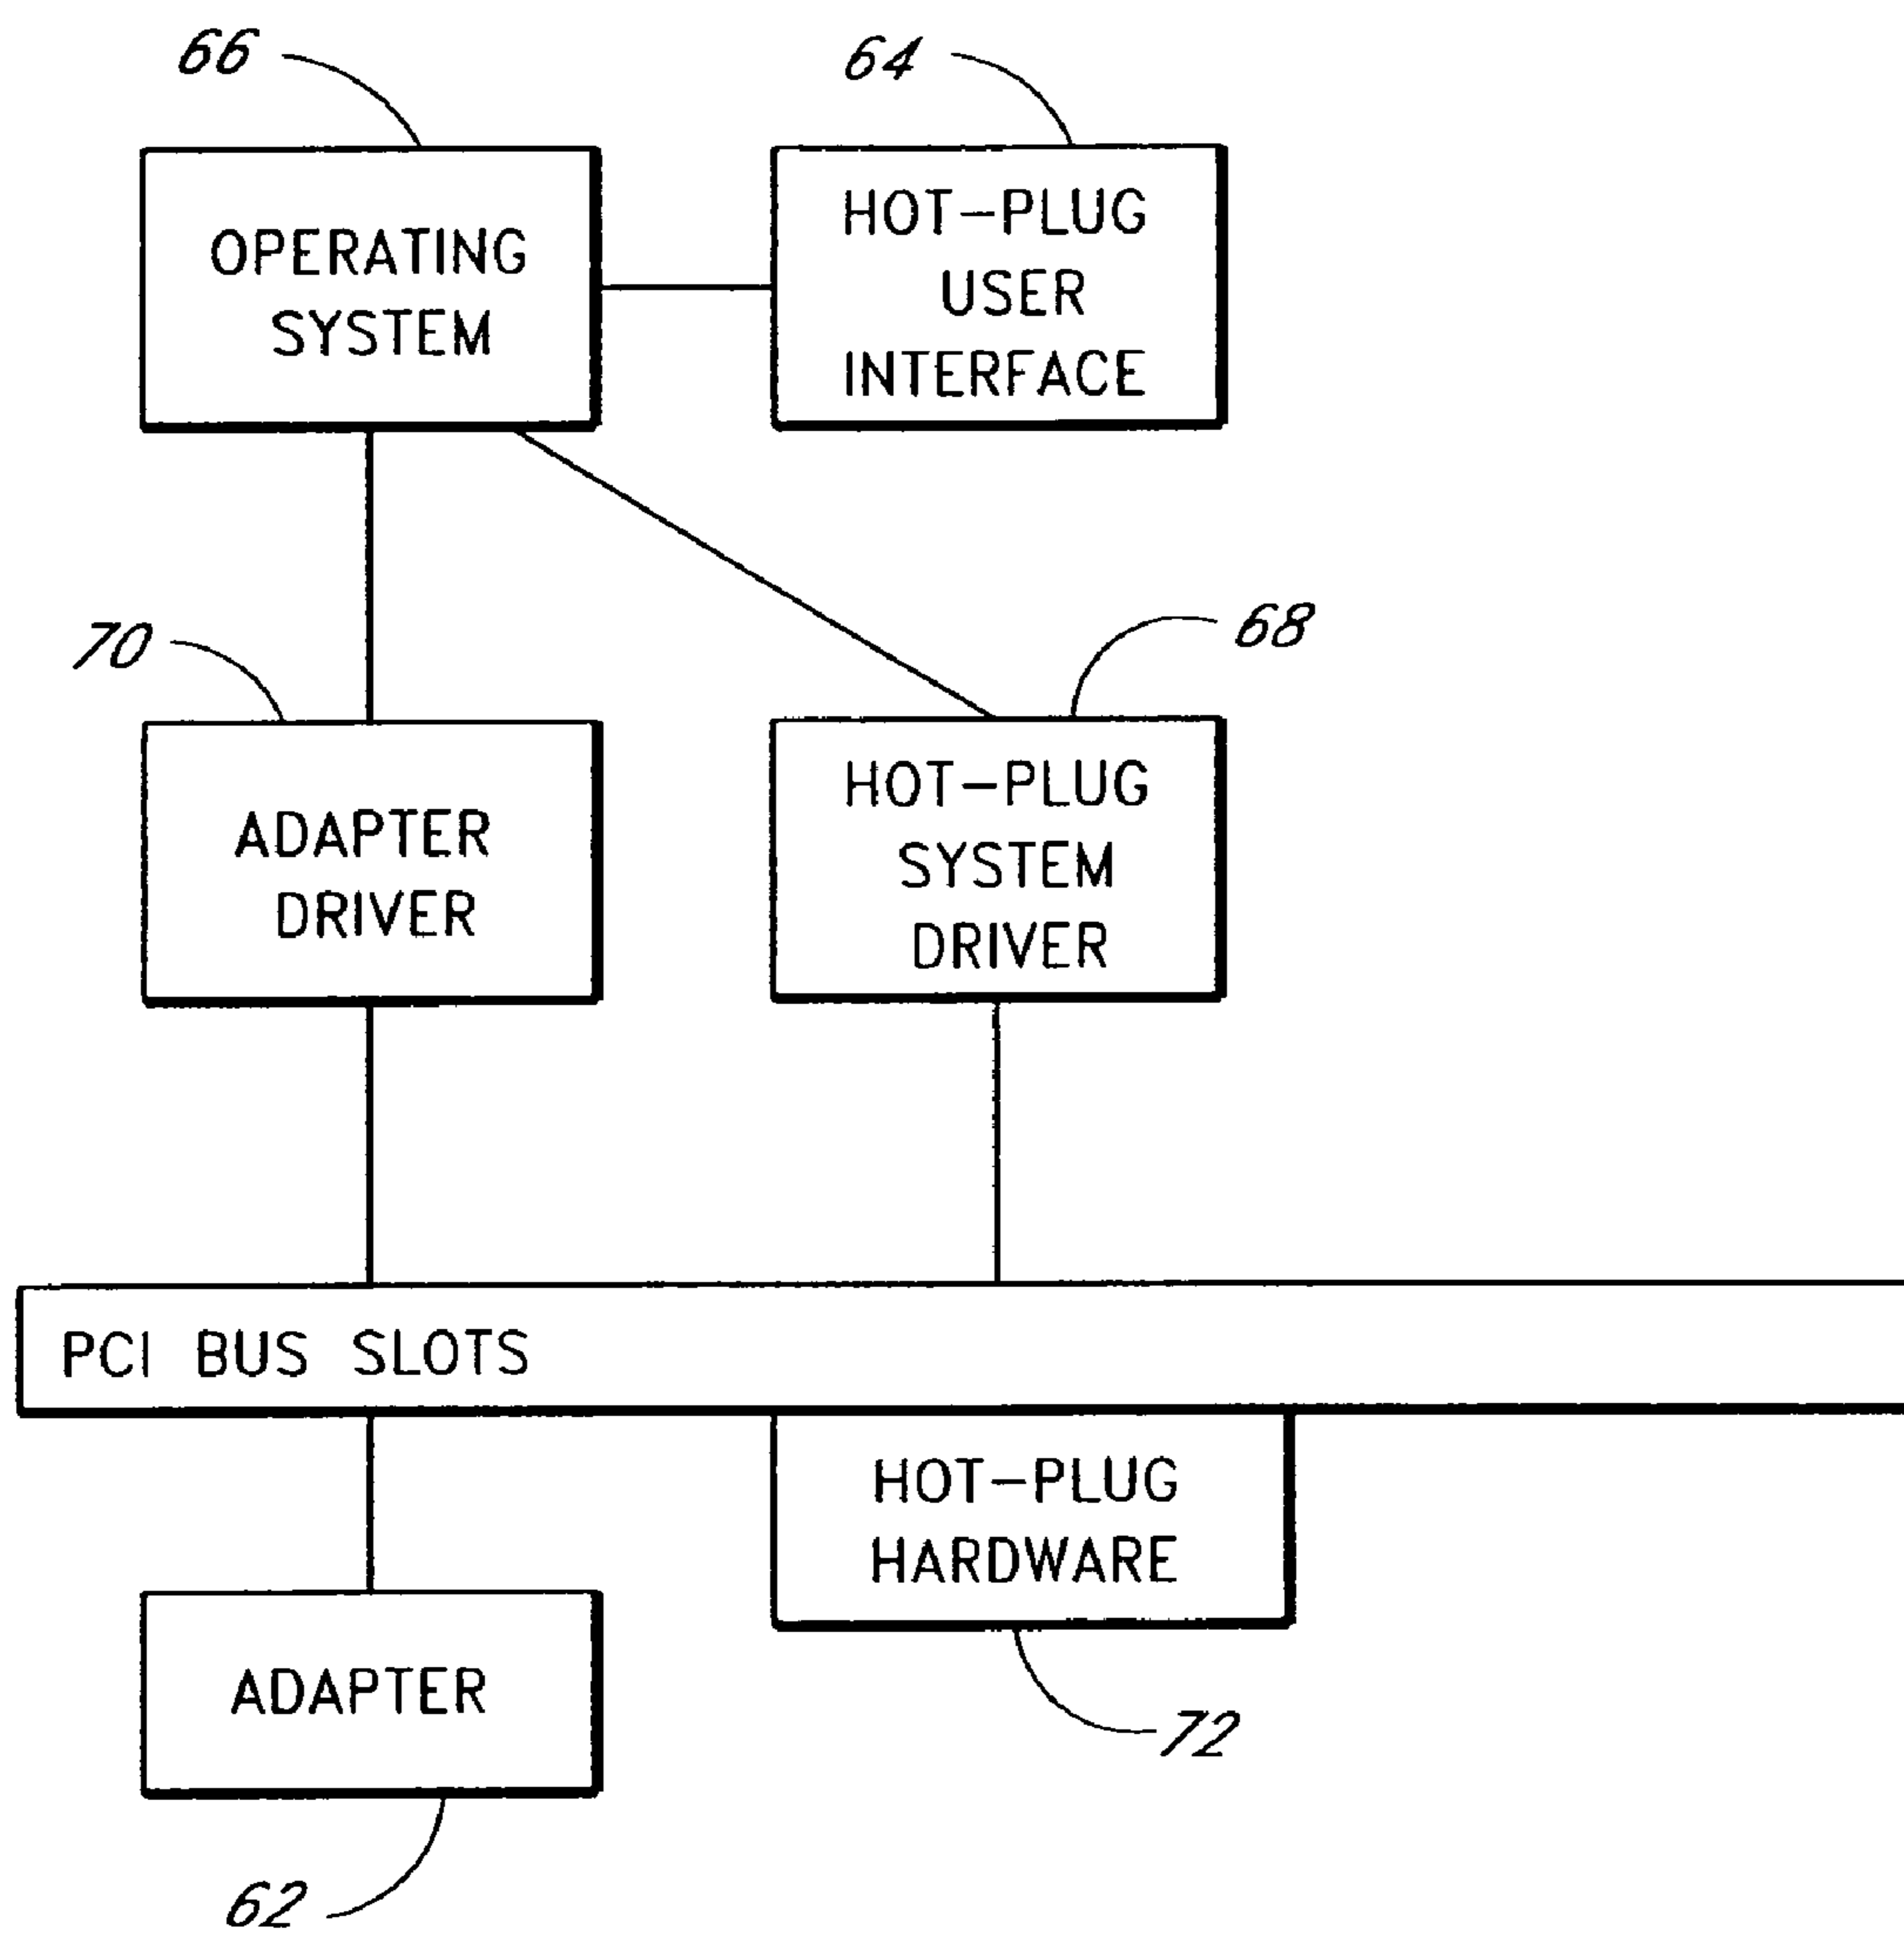 66
64
OPERATING
SYSTEM
HOT-PLUG
USER
INTERFACE
70
68
ADAPTER
DRIVER
HOT-PLUG
SYSTEM
DRIVER
PCI BUS SLOTS
HOT-PLUG
HARDWARE
ADAPTER
72
62